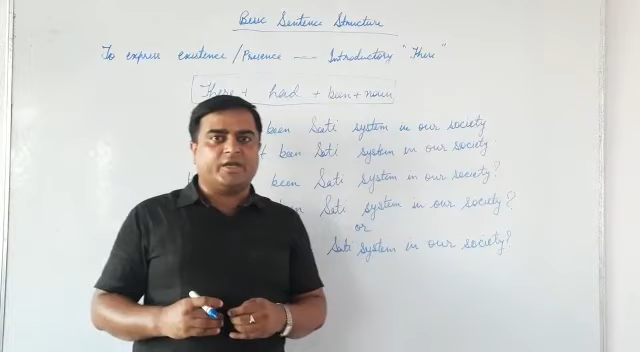 Basic Sentence Structure
To express existence/Presence — Introductory "There"
There + had + been + noun
been Sati system in our society
been Sati system in our society
been Sati system in our society?
Sati system in our society?
or
Sati system in our society?